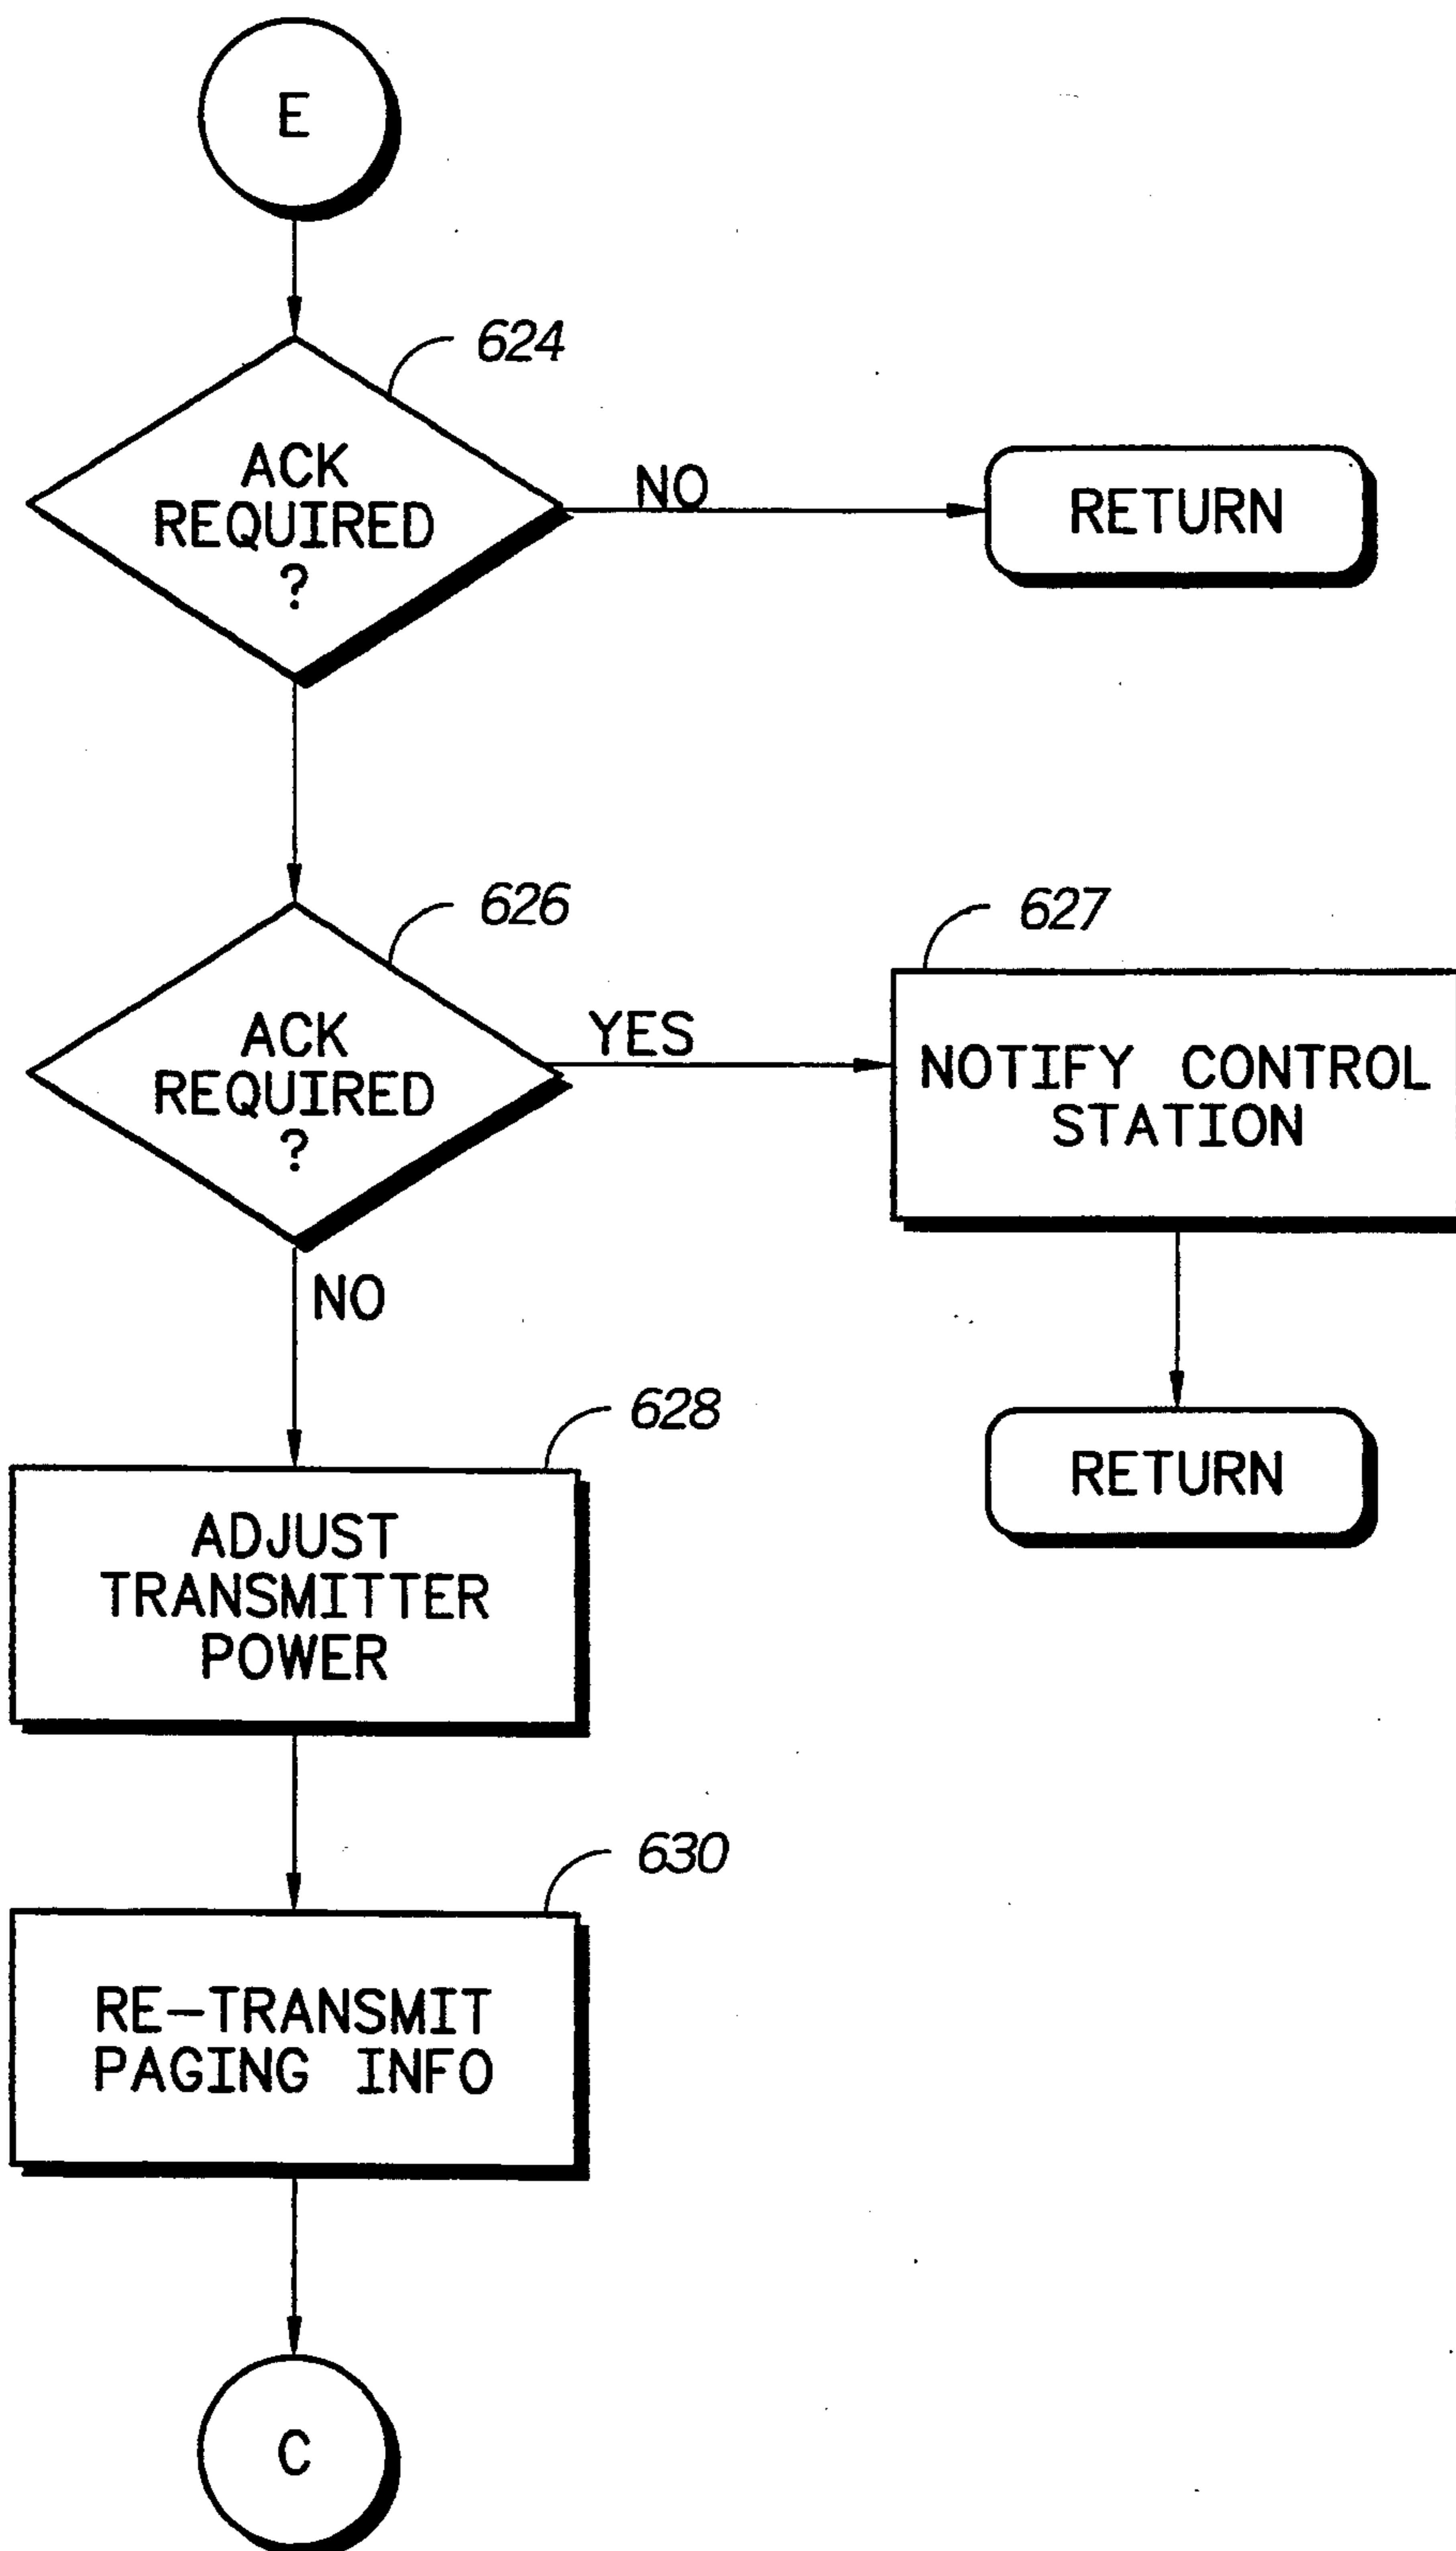 E
624
ACK
REQUIRED
?
NO
RETURN
626
ACK
REQUIRED
?
YES
627
NOTIFY CONTROL
STATION
NO
RETURN
628
ADJUST
TRANSMITTER
POWER
630
RE-TRANSMIT
PAGING INFO
C